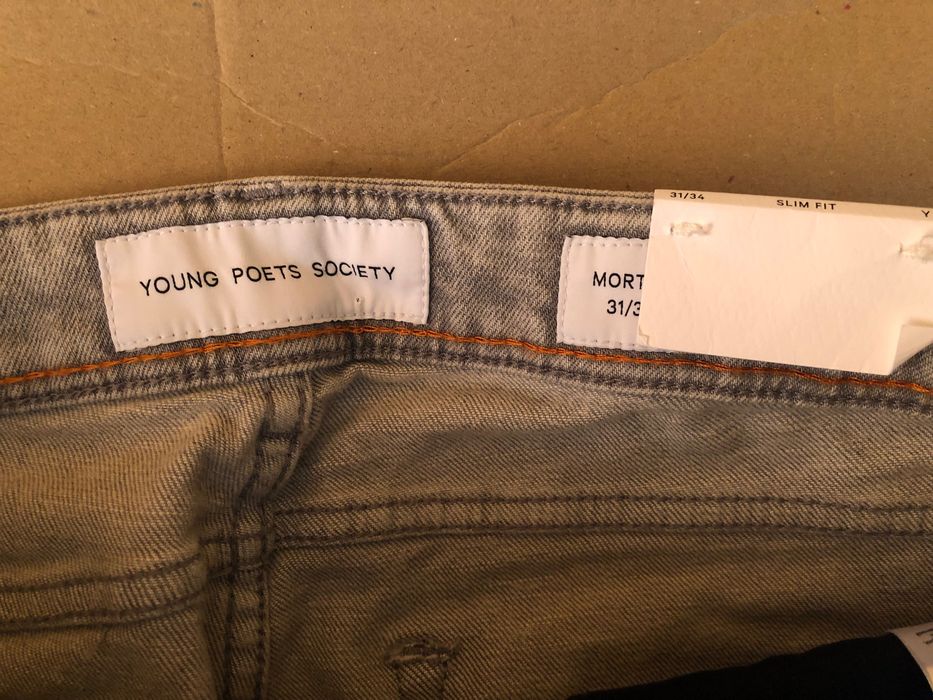 YOUNG POETS SOCIETY
31/34
SLIM FIT
Y
MORT
31/3